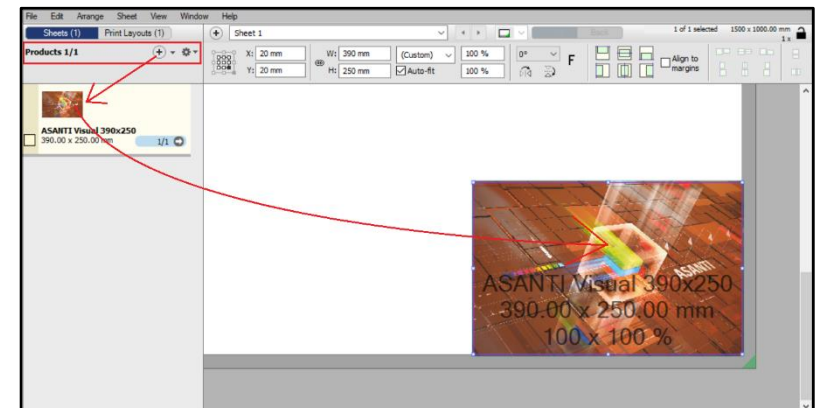 File Edit Arrange Sheet View Window Help
Sheets (1) Print Layouts (1)
Sheet 1
Back
1 of 1 selected 1500 x 1000.00 mm
1 x
Products 1/1
X: 20 mm W: 390 mm (Custom) 100 % 0° F Align to margins
Y: 20 mm H: 250 mm Auto-fit 100 %
ASANTI Visual 390x250
390.00 x 250.00 mm 1/1
ASANTI
ASANTI Visual 390x250
390.00 x 250.00 mm
100 x 100 %